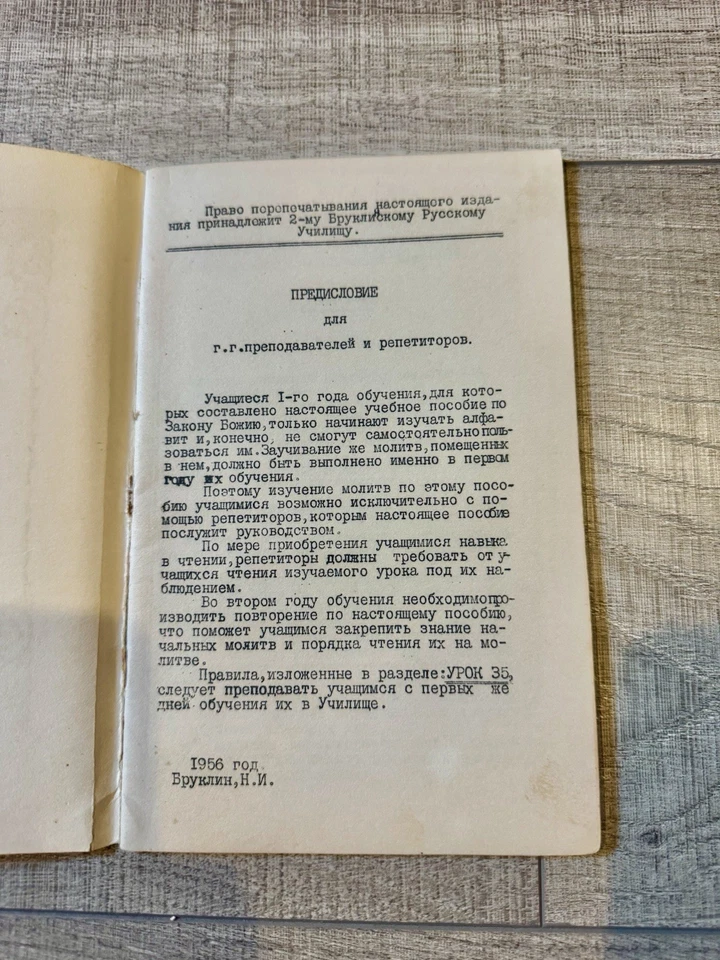 Право перепечатывания настоящего изда-
ния принадлежит 2-му Бруклинскому Русскому
Училищу.
ПРЕДИСЛОВИЕ
для
г.г.преподавателей и репетиторов.
Учащиеся I-го года обучения,для кото-
рых составлено настоящее учебное пособие по
Закону Божию,только начинают изучать алфа-
вит и,конечно, не смогут самостоятельно поль-
зоваться им.Заучивание же молитв,помещенных
в нем,должно быть выполнено именно в первом
году их обучения.
Поэтому изучение молитв по этому посо-
бию учащимися возможно исключительно с по-
мощью репетиторов,которым настоящее пособие
послужит руководством.
По мере приобретения учащимися навыка
в чтении,репетиторы должны требовать от у-
чащихся чтения изучаемого урока под их на-
блюдением.
Во втором году обучения необходимо про-
изводить повторение по настоящему пособию,
что поможет учащимся закрепить знание на-
чальных молитв и порядка чтения их на мо-
литве.
Правила,изложенные в разделе:УРОК 35,
следует преподавать учащимся с первых же
дней обучения их в Училище.
1956 год.
Бруклин,Н.И.